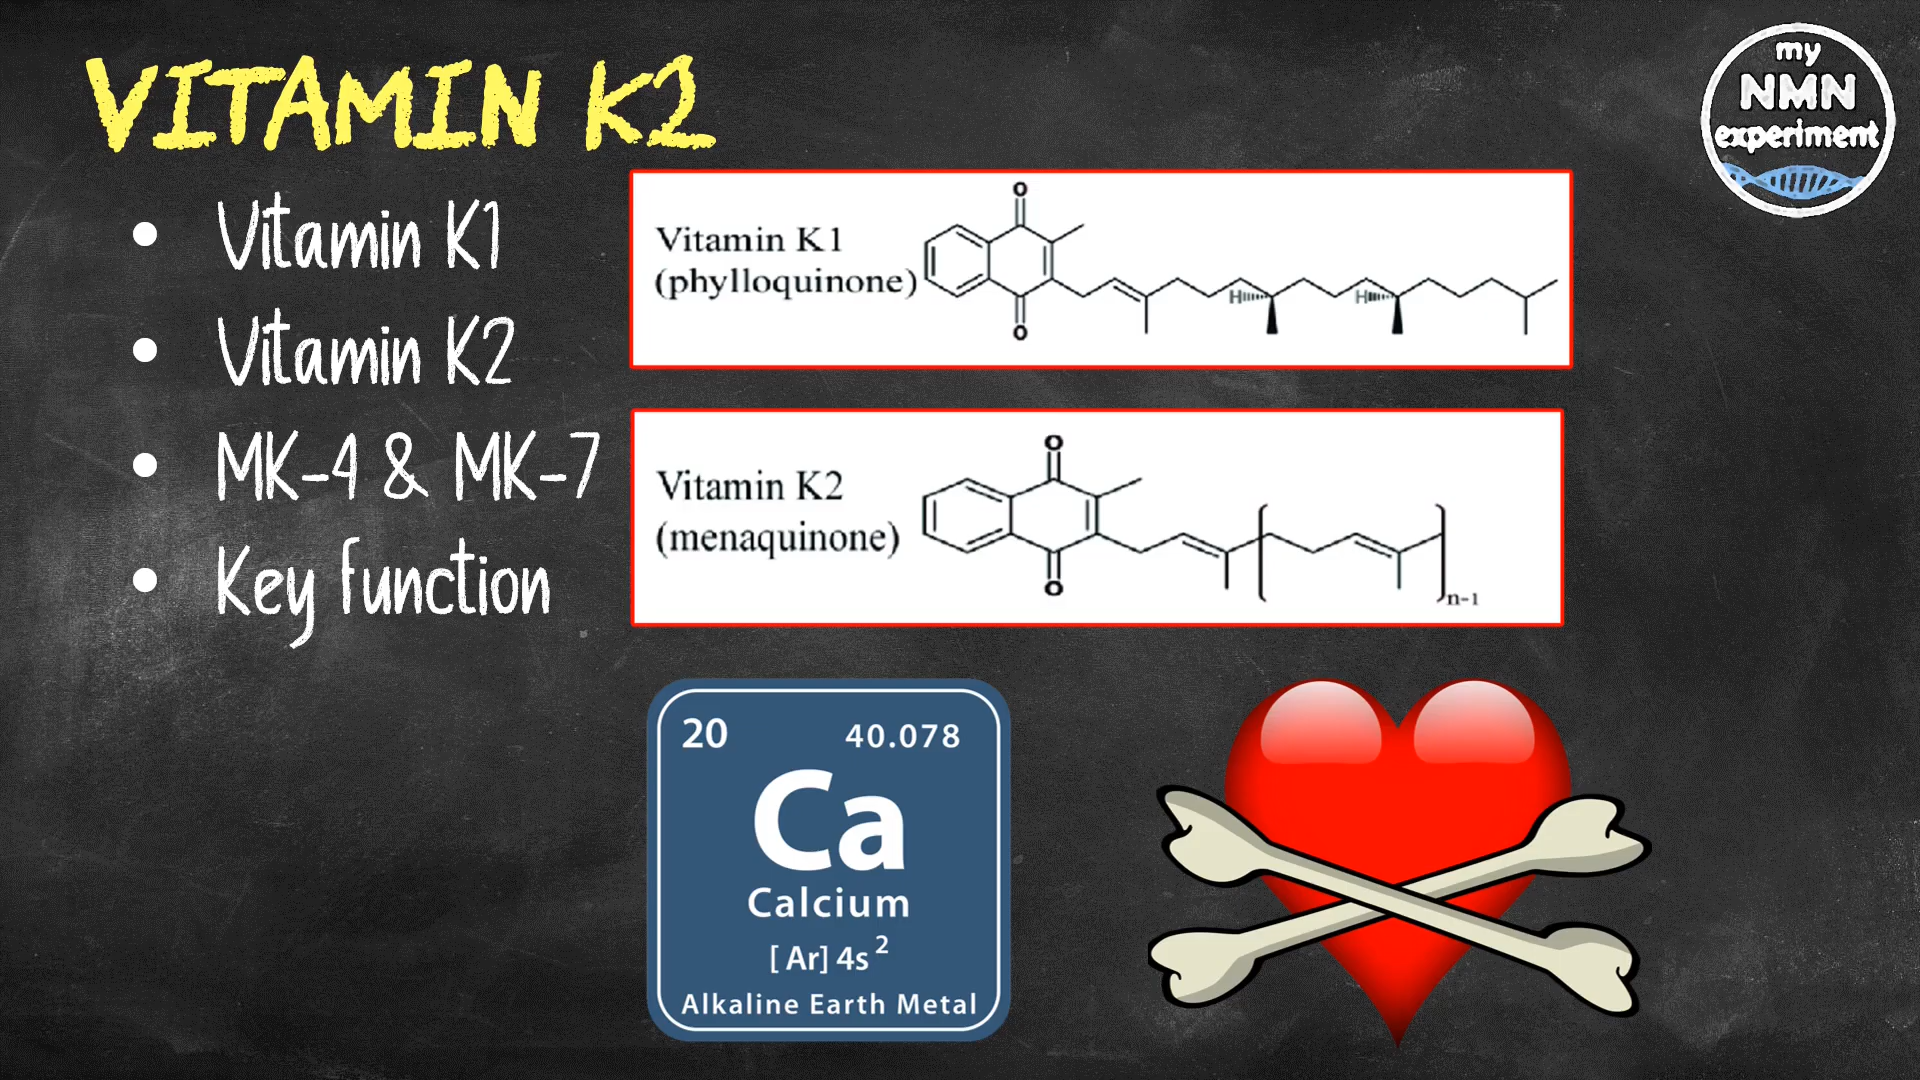 VITAMIN K2
my
NMN
experiment
• Vitamin K1
• Vitamin K2
• MK-4 & MK-7
• Key function
Vitamin K1
(phylloquinone)
O
O
H
H
Vitamin K2
(menaquinone)
O
O
n-1
20
40.078
Ca
Calcium
[Ar] 4s²
Alkaline Earth Metal